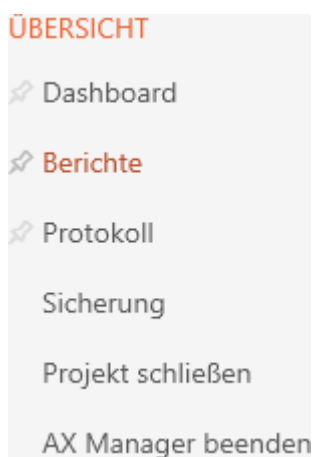 ÜBERSICHT
Dashboard
Berichte
Protokoll
Sicherung
Projekt schließen
AX Manager beenden